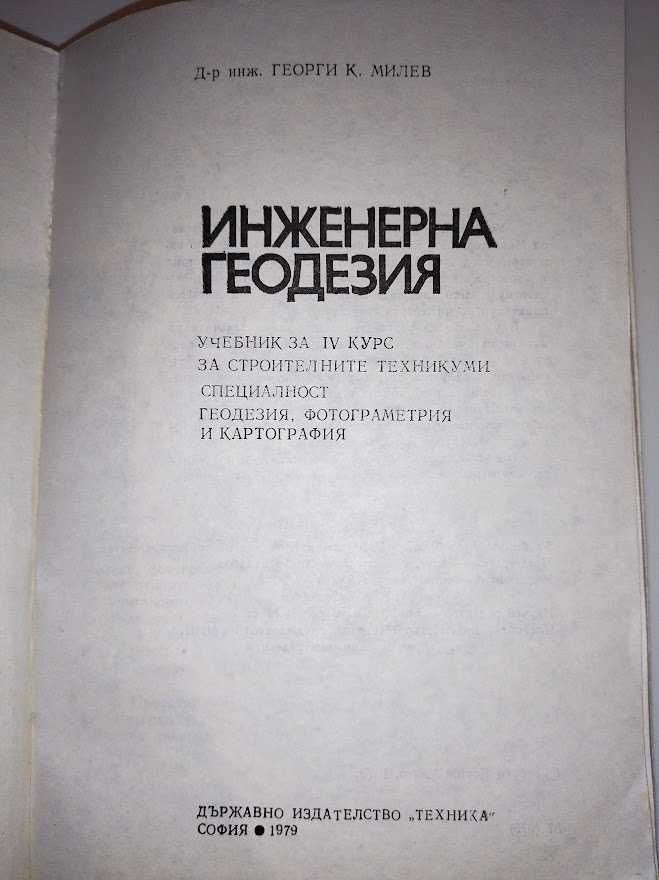 Д-р инж. ГЕОРГИ К. МИЛЕВ
ИНЖЕНЕРНА
ГЕОДЕЗИЯ
УЧЕБНИК ЗА IV КУРС
ЗА СТРОИТЕЛНИТЕ ТЕХНИКУМИ
СПЕЦИАЛНОСТ
ГЕОДЕЗИЯ, ФОТОГРАМЕТРИЯ
И КАРТОГРАФИЯ
ДЪРЖАВНО ИЗДАТЕЛСТВО „ТЕХНИКА"
СОФИЯ ● 1979